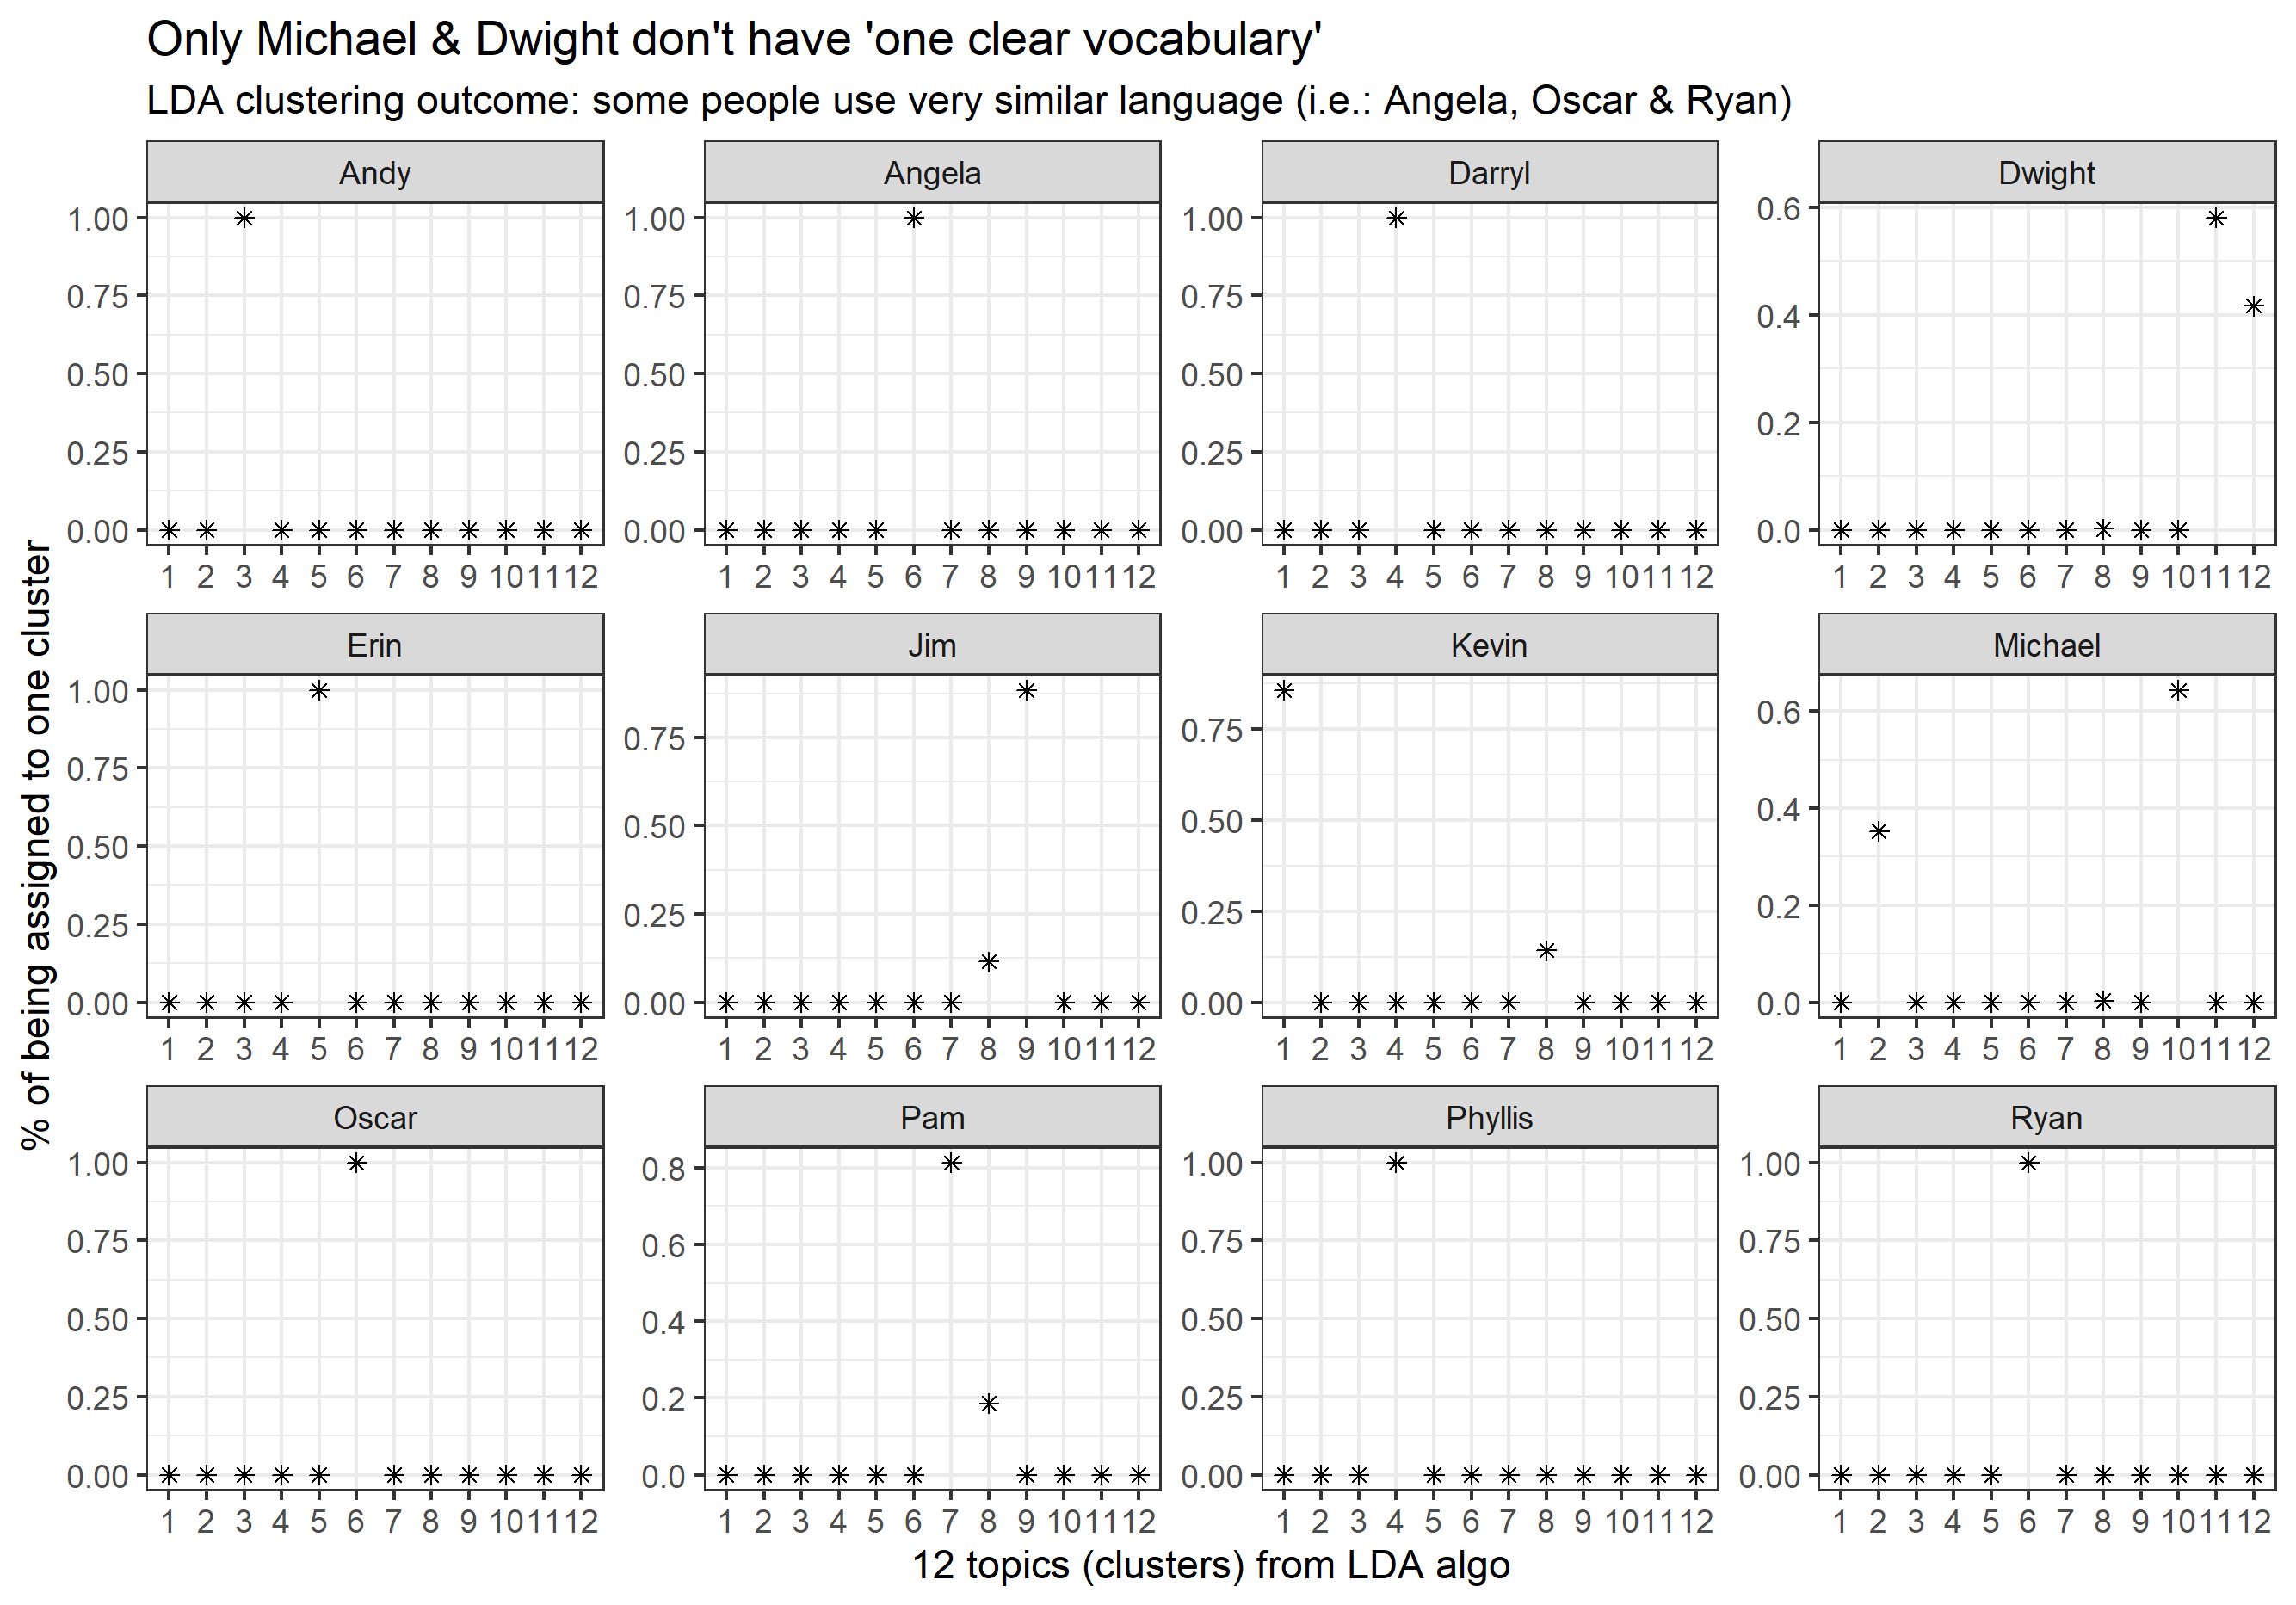 Only Michael & Dwight don't have 'one clear vocabulary'
LDA clustering outcome: some people use very similar language (i.e.: Angela, Oscar & Ryan)
% of being assigned to one cluster
Andy
1.00
0.75
0.50
0.25
0.00
1 2 3 4 5 6 7 8 9 10 11 12
Angela
1.00
0.75
0.50
0.25
0.00
1 2 3 4 5 6 7 8 9 10 11 12
Darryl
1.00
0.75
0.50
0.25
0.00
1 2 3 4 5 6 7 8 9 10 11 12
Dwight
0.6
0.4
0.2
0.0
1 2 3 4 5 6 7 8 9 10 11 12
Erin
1.00
0.75
0.50
0.25
0.00
1 2 3 4 5 6 7 8 9 10 11 12
Jim
0.75
0.50
0.25
0.00
1 2 3 4 5 6 7 8 9 10 11 12
Kevin
0.75
0.50
0.25
0.00
1 2 3 4 5 6 7 8 9 10 11 12
Michael
0.6
0.4
0.2
0.0
1 2 3 4 5 6 7 8 9 10 11 12
Oscar
1.00
0.75
0.50
0.25
0.00
1 2 3 4 5 6 7 8 9 10 11 12
Pam
0.8
0.6
0.4
0.2
0.0
1 2 3 4 5 6 7 8 9 10 11 12
Phyllis
1.00
0.75
0.50
0.25
0.00
1 2 3 4 5 6 7 8 9 10 11 12
Ryan
1.00
0.75
0.50
0.25
0.00
1 2 3 4 5 6 7 8 9 10 11 12
12 topics (clusters) from LDA algo